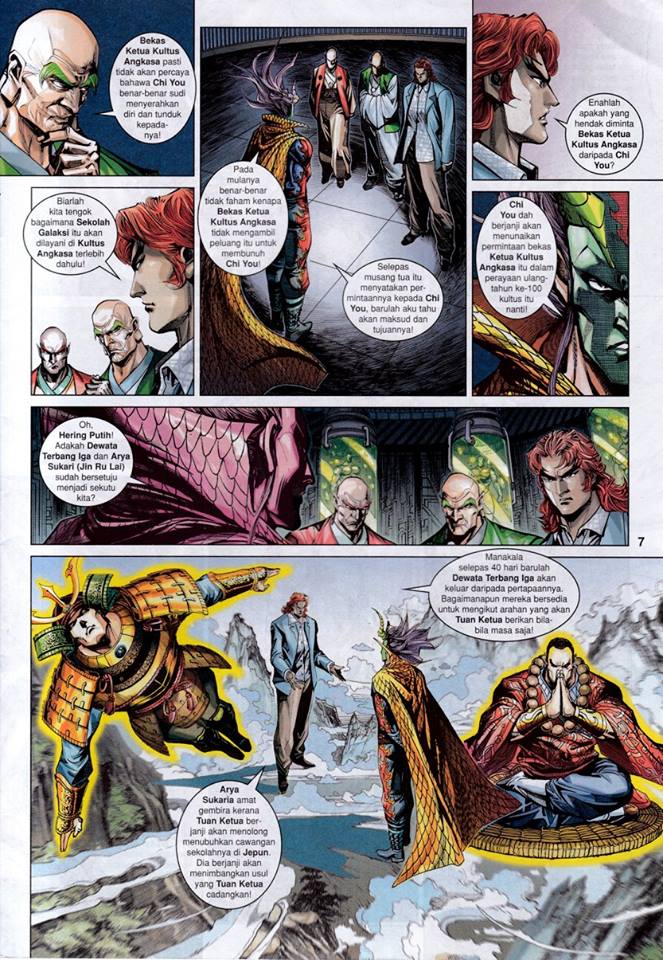 Bekas
Ketua Kultus
Angkasa pasti
tidak akan percaya
bahawa Chi You
benar-benar sudi
menyerahkan
diri dan tunduk
kepada-
nya!
Pada
mulanya
benar-benar
tidak faham kenapa
Bekas Ketua
Kultus Angkasa
tidak mengambil
peluang itu untuk
membunuh
Chi You!
Selepas
musang tua itu
menyatakan per-
mintaannya kepada Chi
You, barulah aku tahu
akan maksud dan
tujuannya!
Enahlah
apakah yang
hendak diminta
Bekas Ketua
Kultus Angkasa
daripada Chi
You?
Biarlah
kita tengok
bagaimana Sekolah
Galaksi itu akan
dilayani di Kultus
Angkasa terlebih
dahulu!
Chi
You dah
berjanji akan
menunaikan
permintaan bekas
Ketua Kultus
Angkasa itu dalam
perayaan ulang-
tahun ke-100
kultus itu
nanti!
Oh,
Hering Putih!
Adakah Dewata
Terbang Iga dan Arya
Sukari (Jin Ru Lai)
sudah bersetuju
menjadi sekutu
kita?
7
Manakala
selepas 40 hari barulah
Dewata Terbang Iga akan
keluar daripada pertapaannya.
Bagaimanapun mereka bersedia
untuk mengikut arahan yang akan
Tuan Ketua berikan bila-
bila masa saja!
Arya
Sukaria amat
gembira kerana
Tuan Ketua ber-
janji akan menolong
menubuhkan cawangan
sekolahnya di Jepun.
Dia berjanji akan
menimbangkan usul
yang Tuan Ketua
cadangkan!